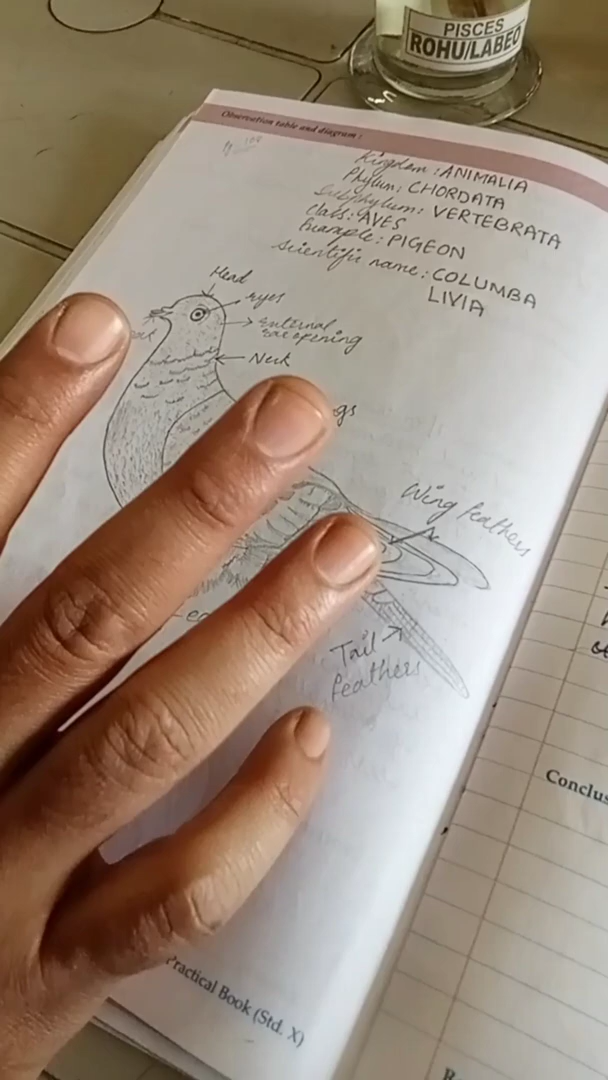 PISCES
ROHU/LABEO
Observation table and diagram :
Kingdom : ANIMALIA
Phylum : CHORDATA
Subphylum : VERTEBRATA
Class : AVES
Example : PIGEON
Scientific name : COLUMBA
LIVIA
Head
eyes
external
ear opening
Neck
gs
Wing feathers
Tail
feathers
Conclus
Practical Book (Std. X)